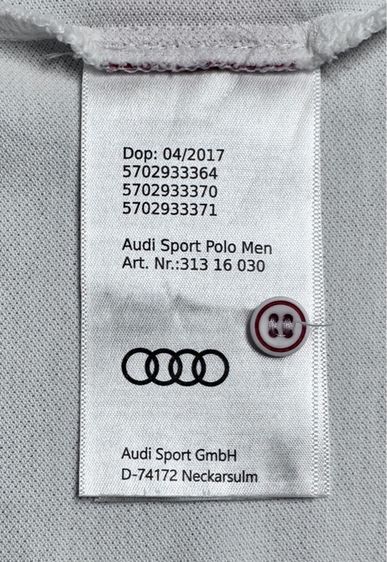 Dop: 04/2017
5702933364
5702933370
5702933371
Audi Sport Polo Men
Art. Nr.:313 16 030
Audi Sport GmbH
D-74172 Neckarsulm